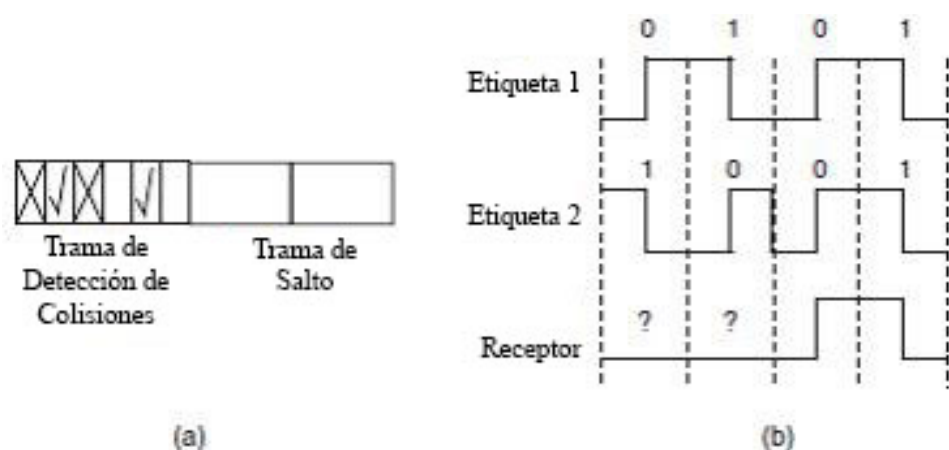 Trama de
Detección de
Colisiones
Trama de
Salto
(a)
0 1 0 1
Etiqueta 1
1 0 0 1
Etiqueta 2
? ?
Receptor
(b)